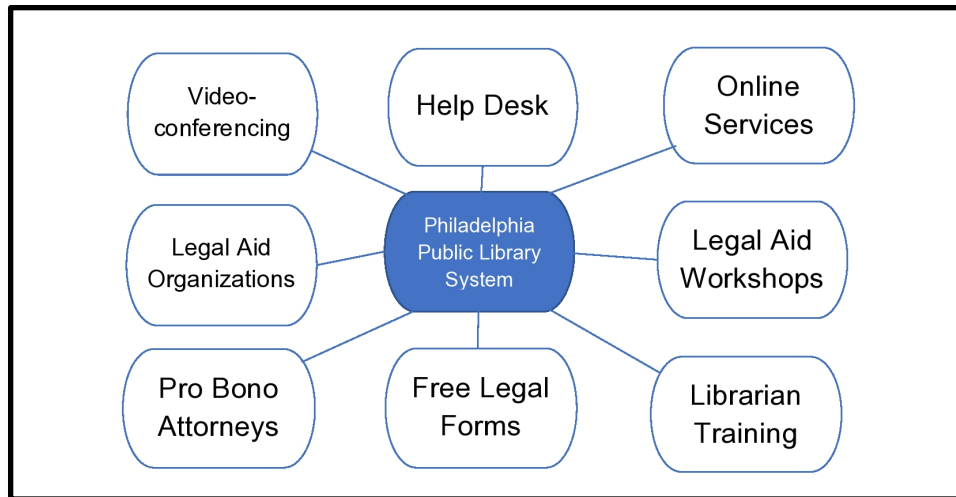 Video-
conferencing
Help Desk
Online
Services
Legal Aid
Organizations
Philadelphia
Public Library
System
Legal Aid
Workshops
Pro Bono
Attorneys
Free Legal
Forms
Librarian
Training